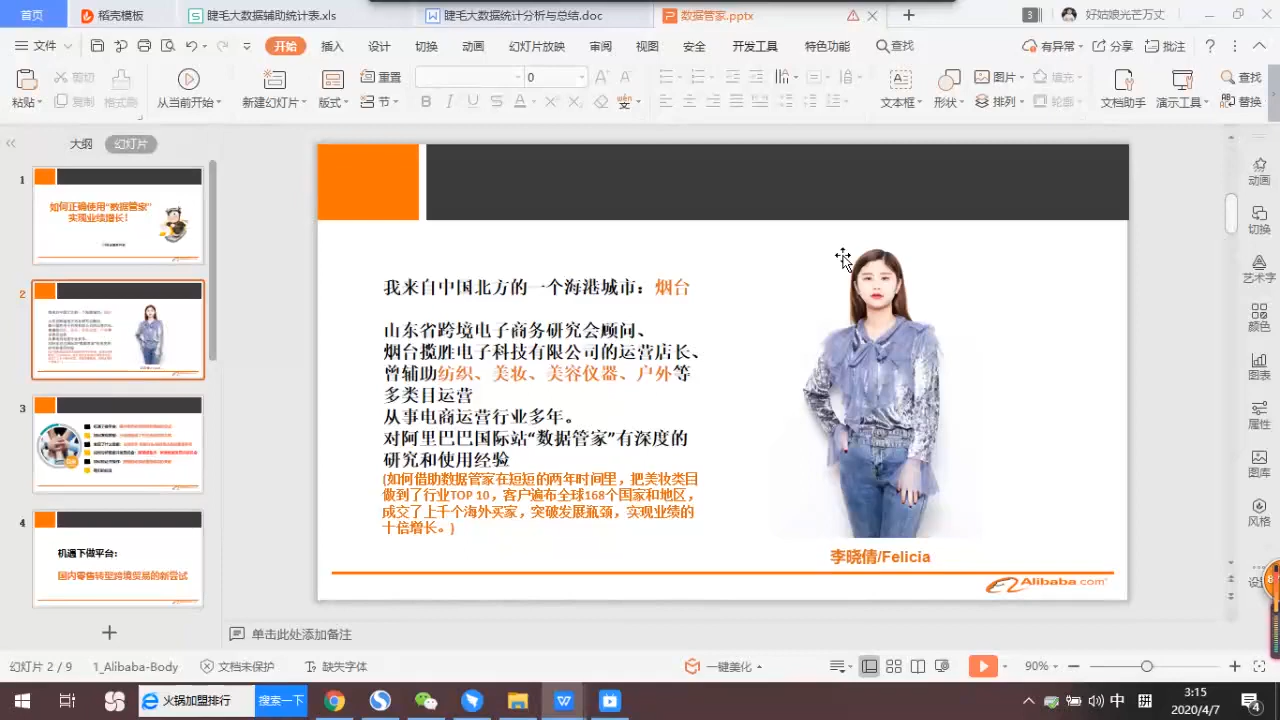 首页
稻壳模板
睫毛大数据辅助计表.xls
睫毛大数据统计分析与总结.doc
数据管家.pptx
3
好姑娘光芒万丈
文件
开始
插入
设计
切换
动画
幻灯片放映
审阅
视图
安全
开发工具
特色功能
查找
有异常
分享
批注
粘贴
剪切
复制
格式刷
从当前开始
新建幻灯片
版式
重置
节
0
B I U S A
文本框
形状
图片
排列
填充
轮廓
文档助手
演示工具
查找
替换
大纲
幻灯片
1
如何正确使用"数据管家"
实现业绩增长!
2
3
4
机遇下做平台:
国内零售转型跨境贸易的新尝试
我来自中国北方的一个海港城市:烟台
山东省跨境电子商务研究会顾问、
烟台揽胜电子科技有限公司的运营店长、
曾辅助纺织、美妆、美容仪器、户外等
多类目运营
从事电商运营行业多年。
对阿里巴巴国际站“数据管家”有深度的
研究和使用经验
(如何借助数据管家在短短的两年时间里，把美妆类目
做到了行业TOP 10，客户遍布全球168个国家和地区，
成交了上千个海外买家，突破发展瓶颈，实现业绩的
十倍增长。)
李晓倩/Felicia
Alibaba.com
动画
切换
颜色
图表
属性
图库
风格
单击此处添加备注
幻灯片 2 / 9
1_Alibaba-Body
文档未保护
缺失字体
一键美化
90%
火锅加盟排行
搜索一下
中
拼
3:15
2020/4/7
4